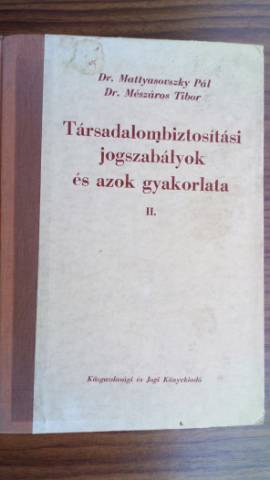 Dr. Mattyasovszky Pál
Dr. Mészáros Tibor
Társadalombiztosítási
jogszabályok
és azok gyakorlata
II.
Közgazdasági és Jogi Könyvkiadó